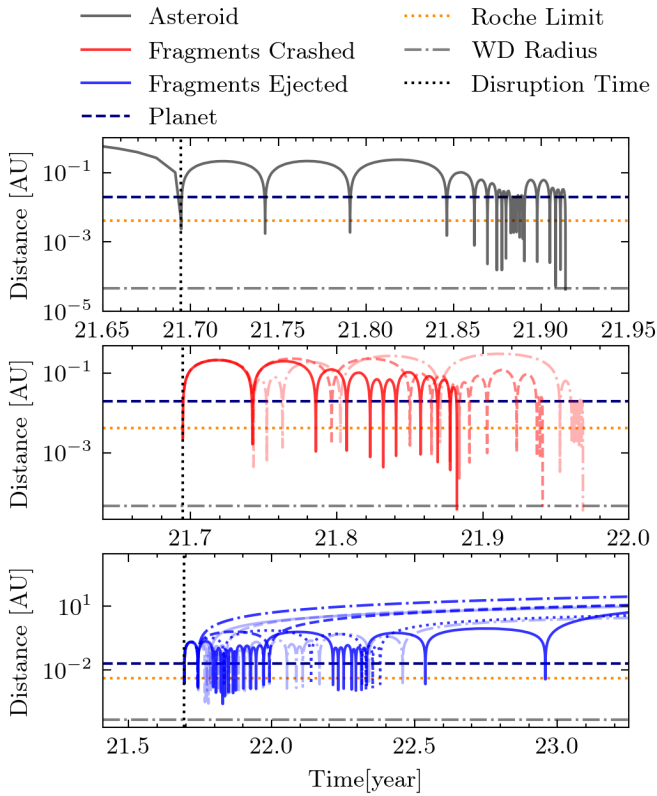 Asteroid
Fragments Crashed
Fragments Ejected
Planet
Roche Limit
WD Radius
Disruption Time
Distance [AU]
10⁻¹
10⁻³
10⁻⁵
21.65 21.70 21.75 21.80 21.85 21.90 21.95
Distance [AU]
10⁻¹
10⁻³
21.7 21.8 21.9 22.0
Distance [AU]
10¹
10⁻²
21.5 22.0 22.5 23.0
Time[year]